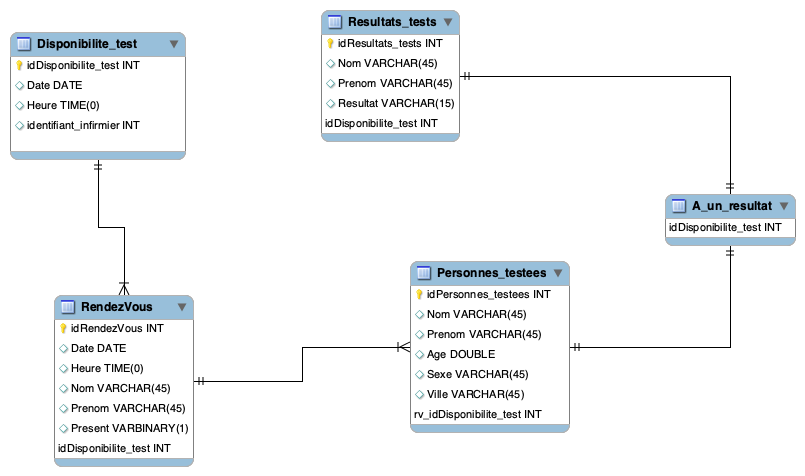 Disponibilite_test
idDisponibilite_test INT
Date DATE
Heure TIME(0)
identifiant_infirmier INT
Resultats_tests
idResultats_tests INT
Nom VARCHAR(45)
Prenom VARCHAR(45)
Resultat VARCHAR(15)
idDisponibilite_test INT
A_un_resultat
idDisponibilite_test INT
RendezVous
idRendezVous INT
Date DATE
Heure TIME(0)
Nom VARCHAR(45)
Prenom VARCHAR(45)
Present VARBINARY(1)
idDisponibilite_test INT
Personnes_testees
idPersonnes_testees INT
Nom VARCHAR(45)
Prenom VARCHAR(45)
Age DOUBLE
Sexe VARCHAR(45)
Ville VARCHAR(45)
rv_idDisponibilite_test INT